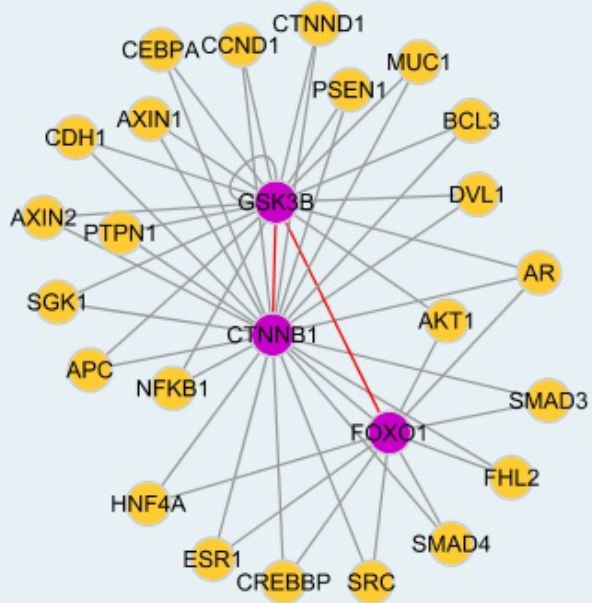 CTNND1
CEBPA
CCND1
MUC1
PSEN1
AXIN1
BCL3
CDH1
GSK3B
DVL1
AXIN2
PTPN1
AR
SGK1
AKT1
CTNNB1
APC
NFKB1
SMAD3
FOXO1
FHL2
HNF4A
SMAD4
ESR1
CREBBP
SRC